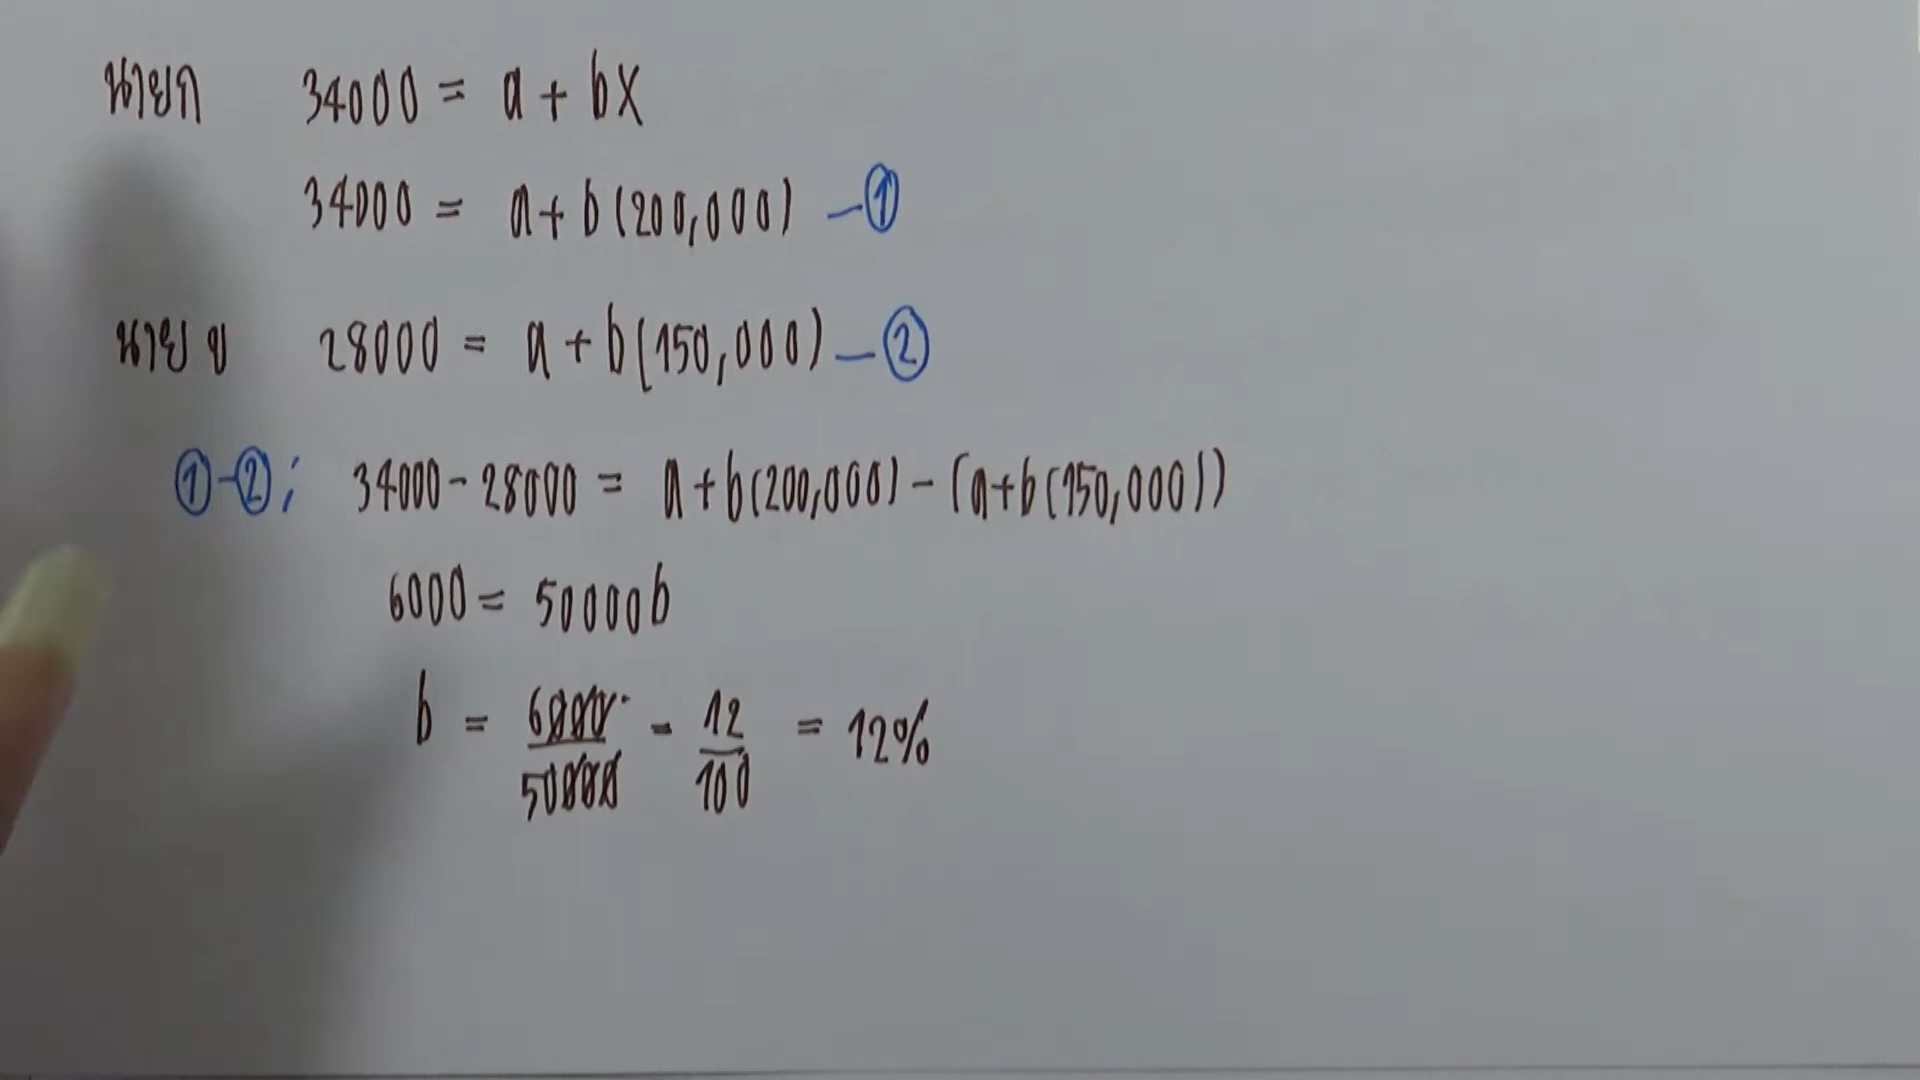 นายก 34000 = a + bX
34000 = a + b (200,000) —①
นาย ข 28000 = a + b(150,000) —②
①-②; 34000 - 28000 = a + b(200,000) - (a+b(150,000))
6000 = 50000b
b = 6000/50000 = 12/100 = 12%